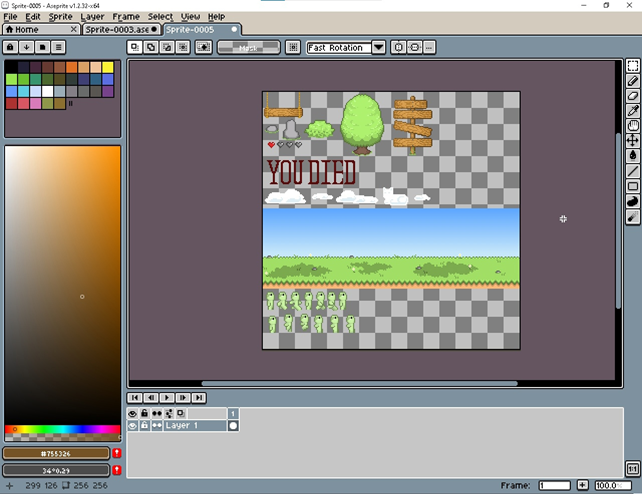 Sprite-0005 - Aseprite v1.2.32-x64
File Edit Sprite Layer Frame Select View Help
Home Sprite-0003.ase Sprite-0005
Mask Fast Rotation
YOU DIED
1
Layer 1
#755326
34°0.29
299 126 256 256
Frame: 1 100.0
1:1